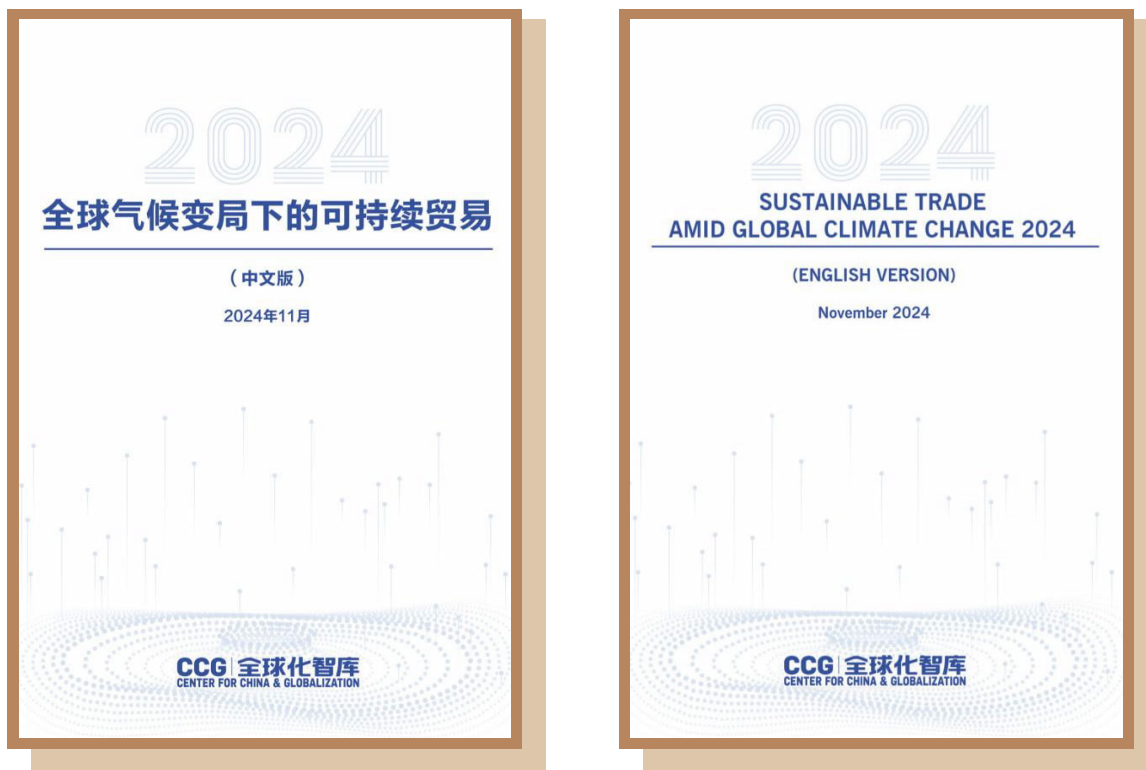 2024
全球气候变局下的可持续贸易
（中文版）
2024年11月
CCG 全球化智库
CENTER FOR CHINA & GLOBALIZATION
2024
SUSTAINABLE TRADE
AMID GLOBAL CLIMATE CHANGE 2024
(ENGLISH VERSION)
November 2024
CCG 全球化智库
CENTER FOR CHINA & GLOBALIZATION